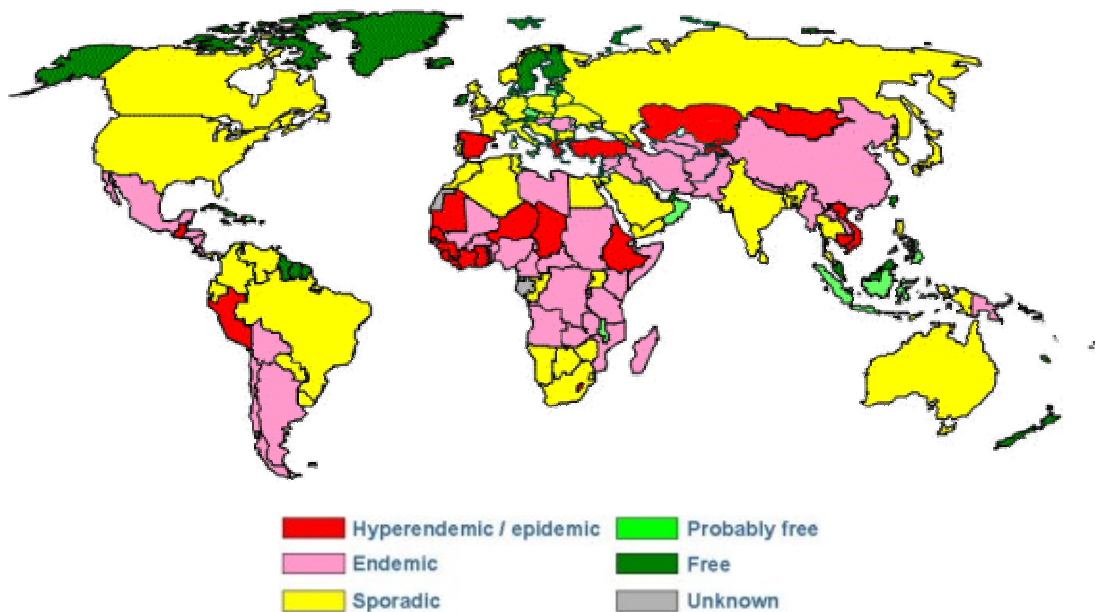 Hyperendemic / epidemic
Probably free
Endemic
Free
Sporadic
Unknown